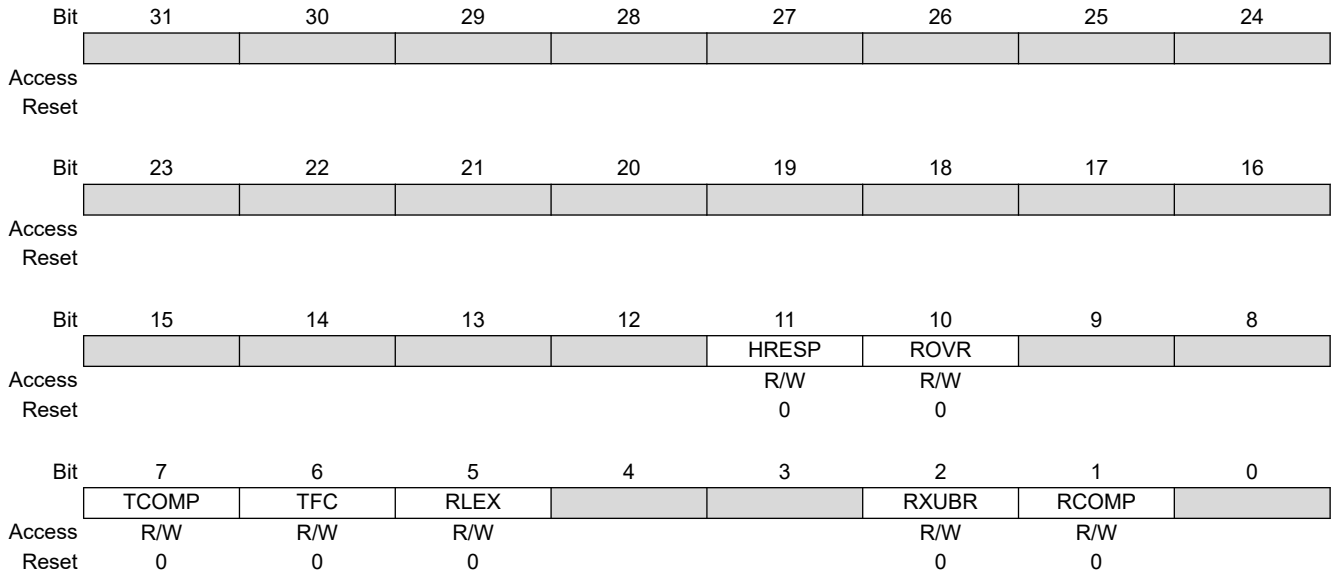 Bit 31 30 29 28 27 26 25 24
Access
Reset
Bit 23 22 21 20 19 18 17 16
Access
Reset
Bit 15 14 13 12 11 10 9 8
HRESP ROVR
Access R/W R/W
Reset 0 0
Bit 7 6 5 4 3 2 1 0
TCOMP TFC RLEX RXUBR RCOMP
Access R/W R/W R/W R/W R/W
Reset 0 0 0 0 0